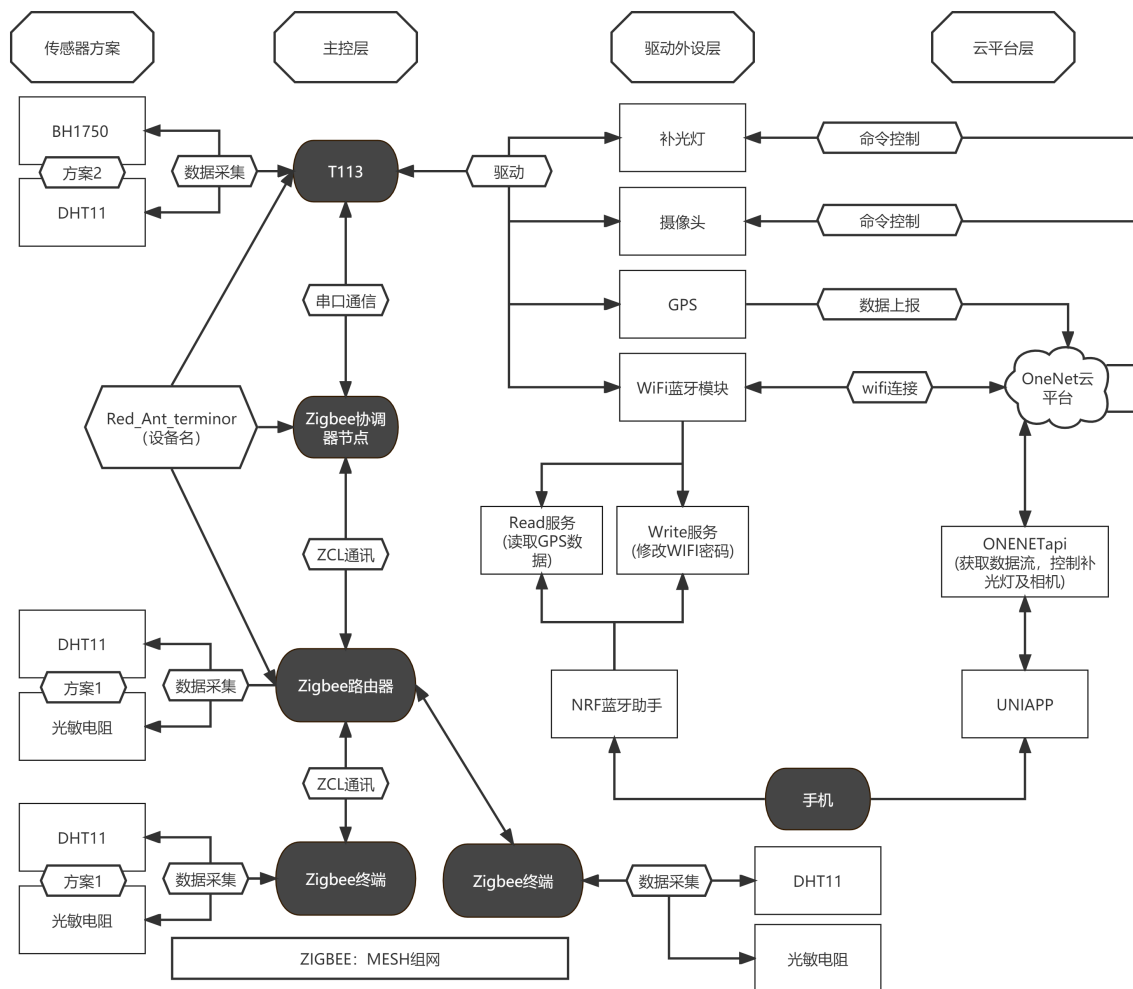 传感器方案
主控层
驱动外设层
云平台层
BH1750
方案2
DHT11
数据采集
T113
驱动
补光灯
命令控制
摄像头
命令控制
串口通信
GPS
数据上报
WiFi蓝牙模块
wifi连接
OneNet云
平台
Red_Ant_terminor
（设备名）
Zigbee协调
器节点
Read服务
(读取GPS数
据)
Write服务
(修改WIFI密码)
ONENETapi
(获取数据流，控制补
光灯及相机)
ZCL通讯
DHT11
方案1
光敏电阻
数据采集
Zigbee路由器
NRF蓝牙助手
UNIAPP
ZCL通讯
手机
DHT11
方案1
光敏电阻
数据采集
Zigbee终端
Zigbee终端
数据采集
DHT11
光敏电阻
ZIGBEE：MESH组网